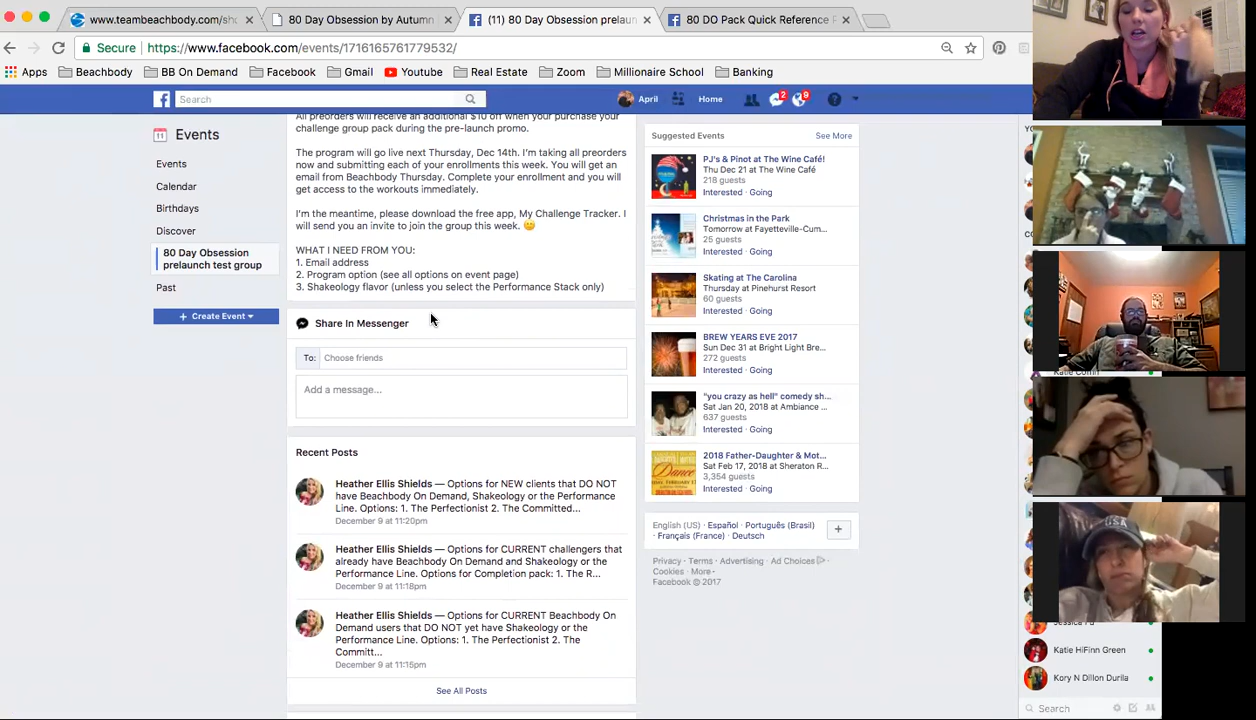 www.teambeachbody.com/sho
80 Day Obsession by Autumn
(11) 80 Day Obsession prelaun
80 DO Pack Quick Reference F
Secure
https://www.facebook.com/events/1716165761779532/
Apps
Beachbody
BB On Demand
Facebook
Gmail
Youtube
Real Estate
Zoom
Millionaire School
Banking
Search
April
Home
2
9
Events
Events
Calendar
Birthdays
Discover
80 Day Obsession
prelaunch test group
Past
+ Create Event
All preorders will receive an additional $10 off when your purchase your
challenge group pack during the pre-launch promo.
The program will go live next Thursday, Dec 14th. I'm taking all preorders
now and submitting each of your enrollments this week. You will get an
email from Beachbody Thursday. Complete your enrollment and you will
get access to the workouts immediately.
I'm the meantime, please download the free app, My Challenge Tracker. I
will send you an invite to join the group this week.
WHAT I NEED FROM YOU:
1. Email address
2. Program option (see all options on event page)
3. Shakeology flavor (unless you select the Performance Stack only)
Share In Messenger
To:
Choose friends
Add a message...
Recent Posts
Heather Ellis Shields — Options for NEW clients that DO NOT
have Beachbody On Demand, Shakeology or the Performance
Line. Options: 1. The Perfectionist 2. The Committed...
December 9 at 11:20pm
Heather Ellis Shields — Options for CURRENT challengers that
already have Beachbody On Demand and Shakeology or the
Performance Line. Options for Completion pack: 1. The R...
December 9 at 11:18pm
Heather Ellis Shields — Options for CURRENT Beachbody On
Demand users that DO NOT yet have Shakeology or the
Performance Line. Options: 1. The Perfectionist 2. The
Committ...
December 9 at 11:15pm
See All Posts
Suggested Events
See More
PJ's & Pinot at The Wine Café!
Thu Dec 21 at The Wine Café
218 guests
Interested · Going
Christmas in the Park
Tomorrow at Fayetteville-Cum...
25 guests
Interested · Going
Skating at The Carolina
Thursday at Pinehurst Resort
60 guests
Interested · Going
BREW YEARS EVE 2017
Sun Dec 31 at Bright Light Bre...
272 guests
Interested · Going
"you crazy as hell" comedy sh...
Sat Jan 20, 2018 at Ambiance ...
637 guests
Interested · Going
2018 Father-Daughter & Mot...
Sat Feb 17, 2018 at Sheraton R...
3,354 guests
Interested · Going
English (US) · Español · Português (Brasil) ·
Français (France) · Deutsch
Privacy · Terms · Advertising · Ad Choices ·
Cookies · More
Facebook © 2017
USA
Katie HiFinn Green
Kory N Dillon Durila
Search